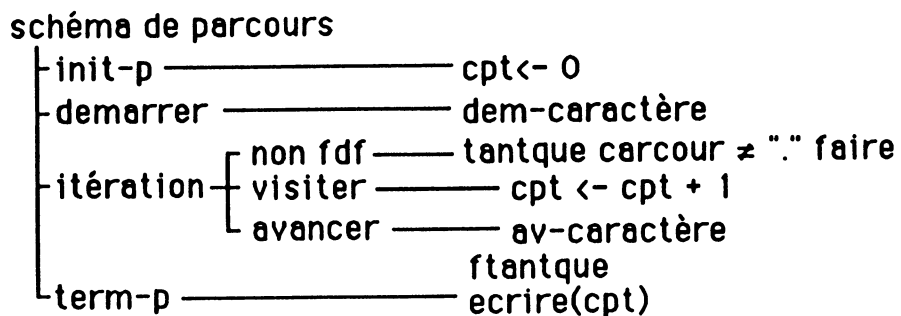 schéma de parcours
init-p cpt<- 0
demarrer dem-caractère
non fdf tantque carcour ≠ "." faire
itération visiter cpt <- cpt + 1
avancer av-caractère
ftantque
term-p ecrire(cpt)